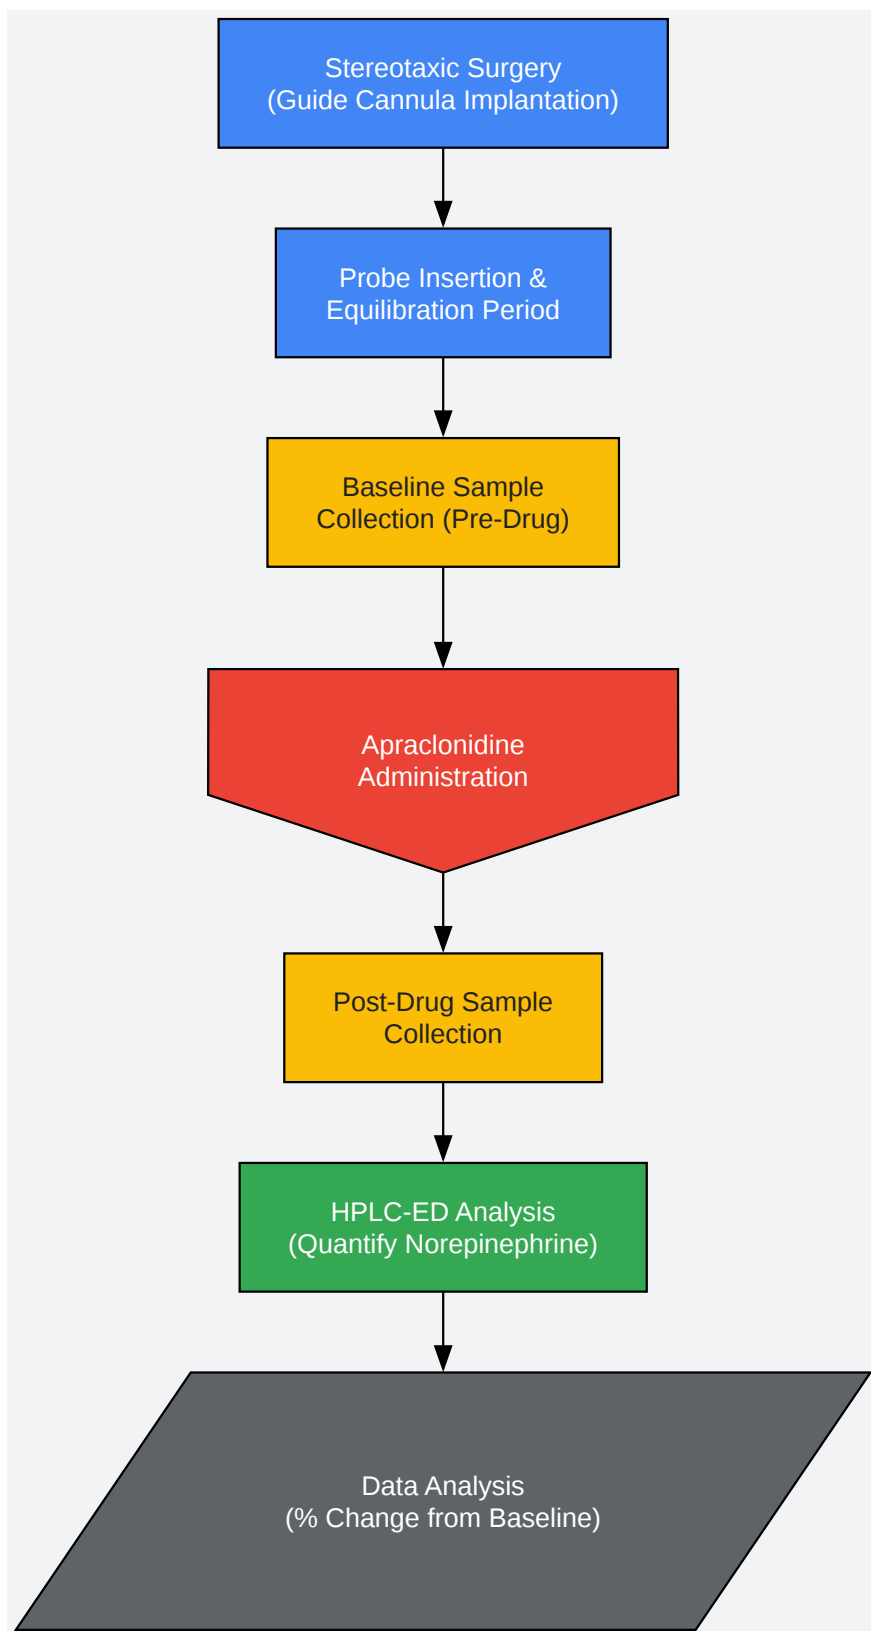 Stereotaxic Surgery
(Guide Cannula Implantation)
Probe Insertion &
Equilibration Period
Baseline Sample
Collection (Pre-Drug)
Apraclonidine
Administration
Post-Drug Sample
Collection
HPLC-ED Analysis
(Quantify Norepinephrine)
Data Analysis
(% Change from Baseline)